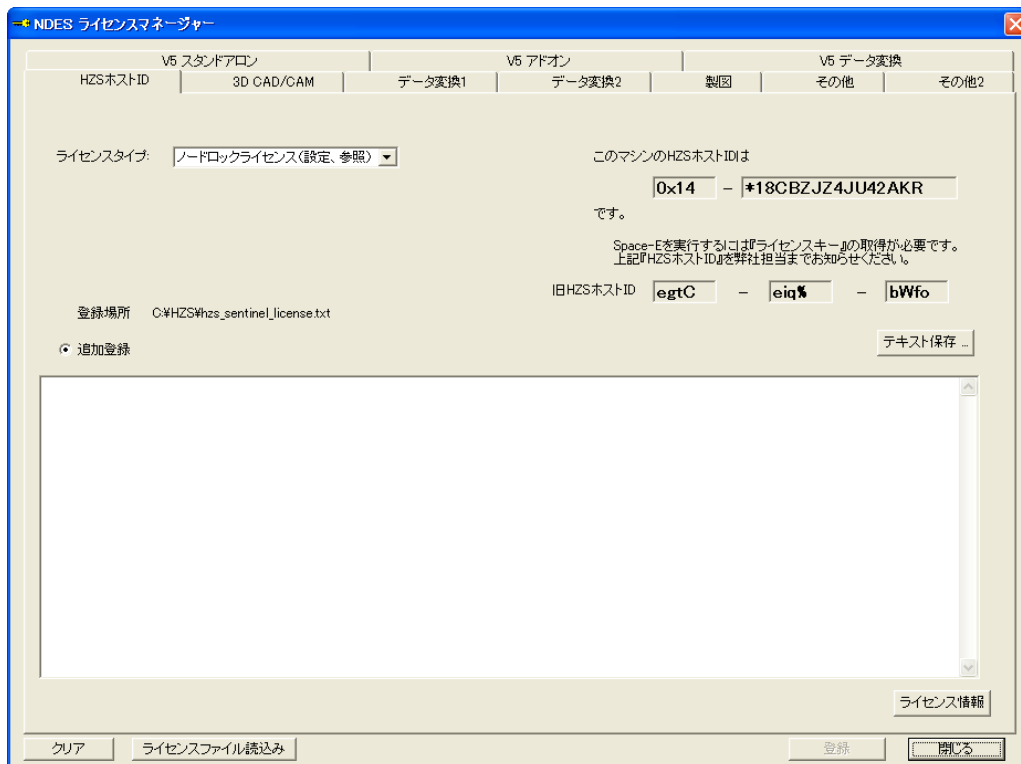 NDES ライセンスマネージャー
V5 スタンドアロン V5 アドオン V5 データ変換
HZSホストID 3D CAD/CAM データ変換1 データ変換2 製図 その他 その他2
ライセンスタイプ: ノードロックライセンス(設定、参照)
このマシンのHZSホストIDは
0x14 - *18CBZJZ4JU42AKR
です。
Space-Eを実行するには『ライセンスキー』の取得が必要です。
上記『HZSホストID』を弊社担当までお知らせください。
旧HZSホストID egtC - eiq% - bWfo
登録場所 C:¥HZS¥hzs_sentinel_license.txt
追加登録
テキスト保存 ...
ライセンス情報
クリア ライセンスファイル読込み 登録 閉じる